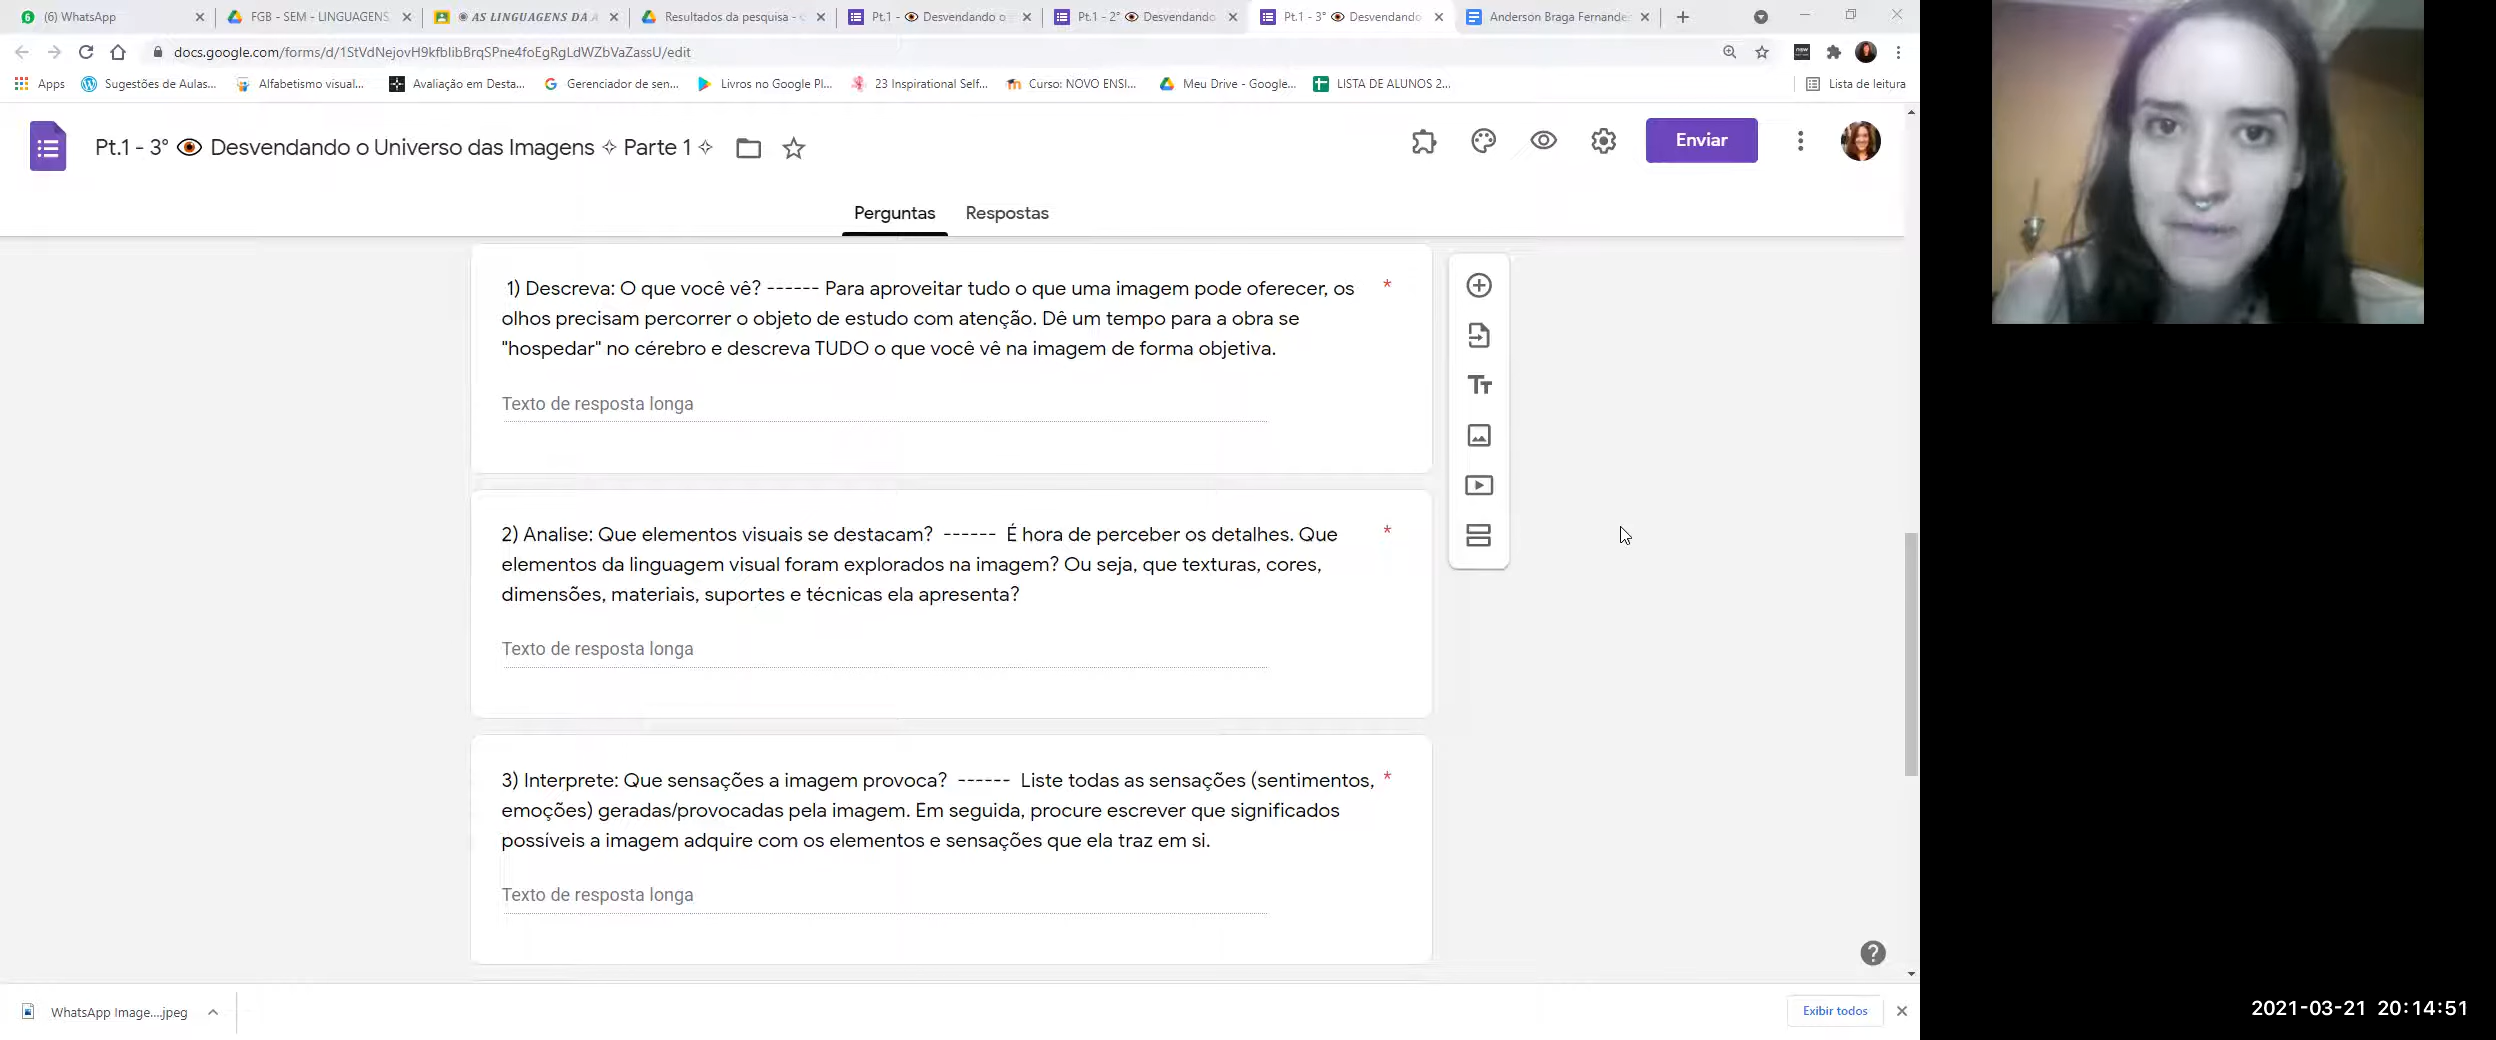 (6) WhatsApp
FGB - SEM - LINGUAGENS
◉ AS LINGUAGENS DA A
Resultados da pesquisa -
Pt.1 - 👁 Desvendando o
Pt.1 - 2° 👁 Desvendando
Pt.1 - 3° 👁 Desvendando
Anderson Braga Fernande
docs.google.com/forms/d/1StVdNejovH9kfblibBrqSPne4foEgRgLdWZbVaZassU/edit
Apps
Sugestões de Aulas...
Alfabetismo visual...
Avaliação em Desta...
Gerenciador de sen...
Livros no Google Pl...
23 Inspirational Self...
Curso: NOVO ENSI...
Meu Drive - Google...
LISTA DE ALUNOS 2...
Lista de leitura
Pt.1 - 3° 👁 Desvendando o Universo das Imagens ✧ Parte 1 ✧
Enviar
Perguntas
Respostas
1) Descreva: O que você vê? ------ Para aproveitar tudo o que uma imagem pode oferecer, os *
olhos precisam percorrer o objeto de estudo com atenção. Dê um tempo para a obra se
"hospedar" no cérebro e descreva TUDO o que você vê na imagem de forma objetiva.
Texto de resposta longa
2) Analise: Que elementos visuais se destacam? ------ É hora de perceber os detalhes. Que *
elementos da linguagem visual foram explorados na imagem? Ou seja, que texturas, cores,
dimensões, materiais, suportes e técnicas ela apresenta?
Texto de resposta longa
3) Interprete: Que sensações a imagem provoca? ------ Liste todas as sensações (sentimentos, *
emoções) geradas/provocadas pela imagem. Em seguida, procure escrever que significados
possíveis a imagem adquire com os elementos e sensações que ela traz em si.
Texto de resposta longa
WhatsApp Image....jpeg
Exibir todos
2021-03-21 20:14:51